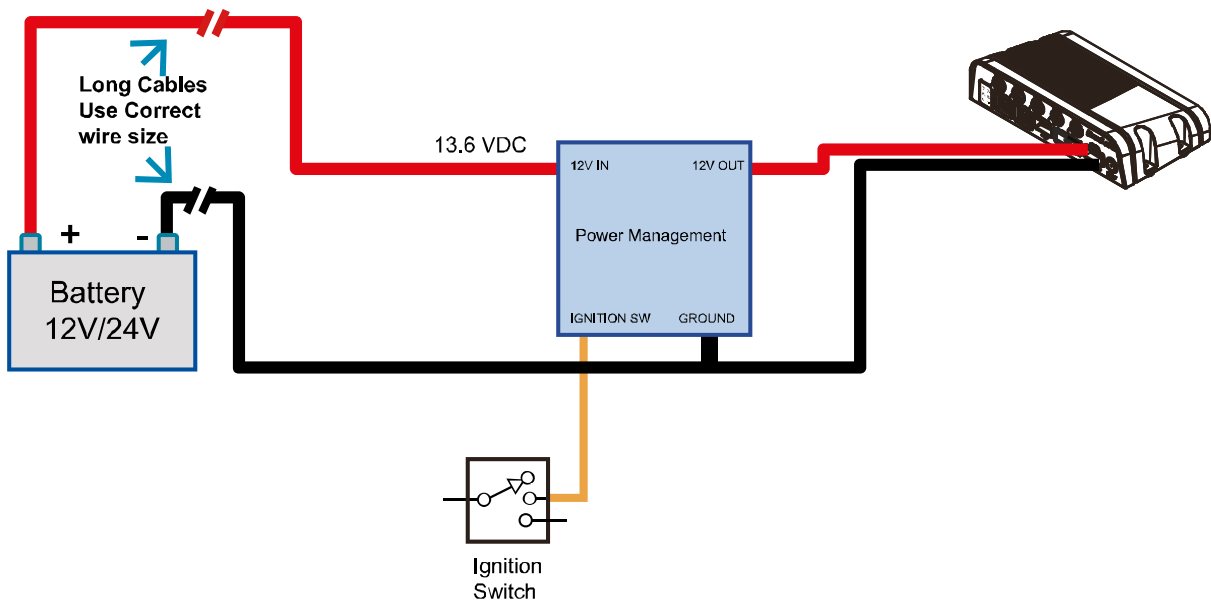 Long Cables
Use Correct
wire size
13.6 VDC
12V IN
12V OUT
Power Management
+
-
Battery
12V/24V
IGNITION SW
GROUND
Ignition
Switch